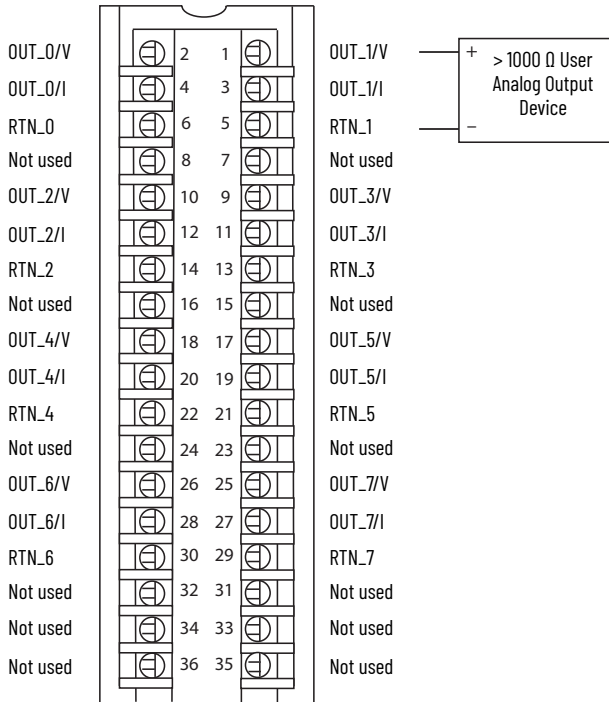 OUT_0/V 2 1 OUT_1/V + > 1000 Ω User
OUT_0/I 4 3 OUT_1/I Analog Output
Device
RTN_0 6 5 RTN_1 –
Not used 8 7 Not used
OUT_2/V 10 9 OUT_3/V
OUT_2/I 12 11 OUT_3/I
RTN_2 14 13 RTN_3
Not used 16 15 Not used
OUT_4/V 18 17 OUT_5/V
OUT_4/I 20 19 OUT_5/I
RTN_4 22 21 RTN_5
Not used 24 23 Not used
OUT_6/V 26 25 OUT_7/V
OUT_6/I 28 27 OUT_7/I
RTN_6 30 29 RTN_7
Not used 32 31 Not used
Not used 34 33 Not used
Not used 36 35 Not used